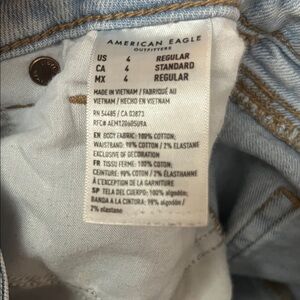 AMERICAN EAGLE
OUTFITTERS
US 4 REGULAR
CA 4 STANDARD
MX 4 REGULAR
MADE IN VIETNAM / FABRIQUÉ AU
VIETNAM / HECHO EN VIETNAM
RN 54485 / CA 03873
RFC# AEM120605U9A
EN BODY FABRIC: 100% COTTON;
WAISTBAND: 98% COTTON / 2% ELASTANE
EXCLUSIVE OF DECORATION
FR TISSU FERME: 100% COTON;
CEINTURE: 98% COTON / 2% ÉLASTHANNE
À L'EXCEPTION DE LA GARNITURE
SP TELA DEL CUERPO: 100% algodón;
BANDA A LA CINTURA: 98% algodón /
2% elastano